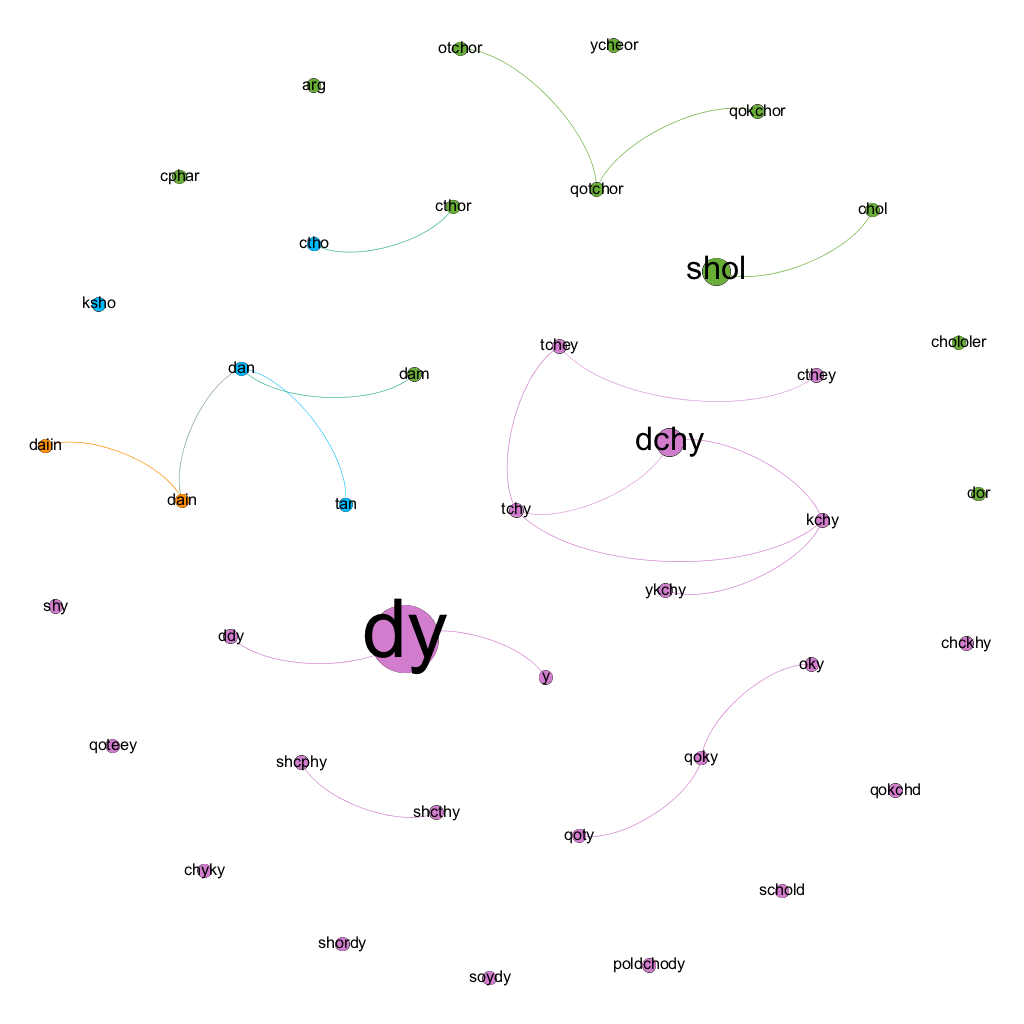 otchor
ycheor
arg
qokchor
cphar
qotchor
cthor
chol
ctho
shol
ksho
chololer
tchey
dan
dam
cthey
daiin
dchy
dor
dain
tan
tchy
kchy
ykchy
shy
ddy
dy
chckhy
oky
y
qoteey
qoky
shcphy
qokchd
shcthy
qoty
chyky
schold
shordy
poldchody
soydy